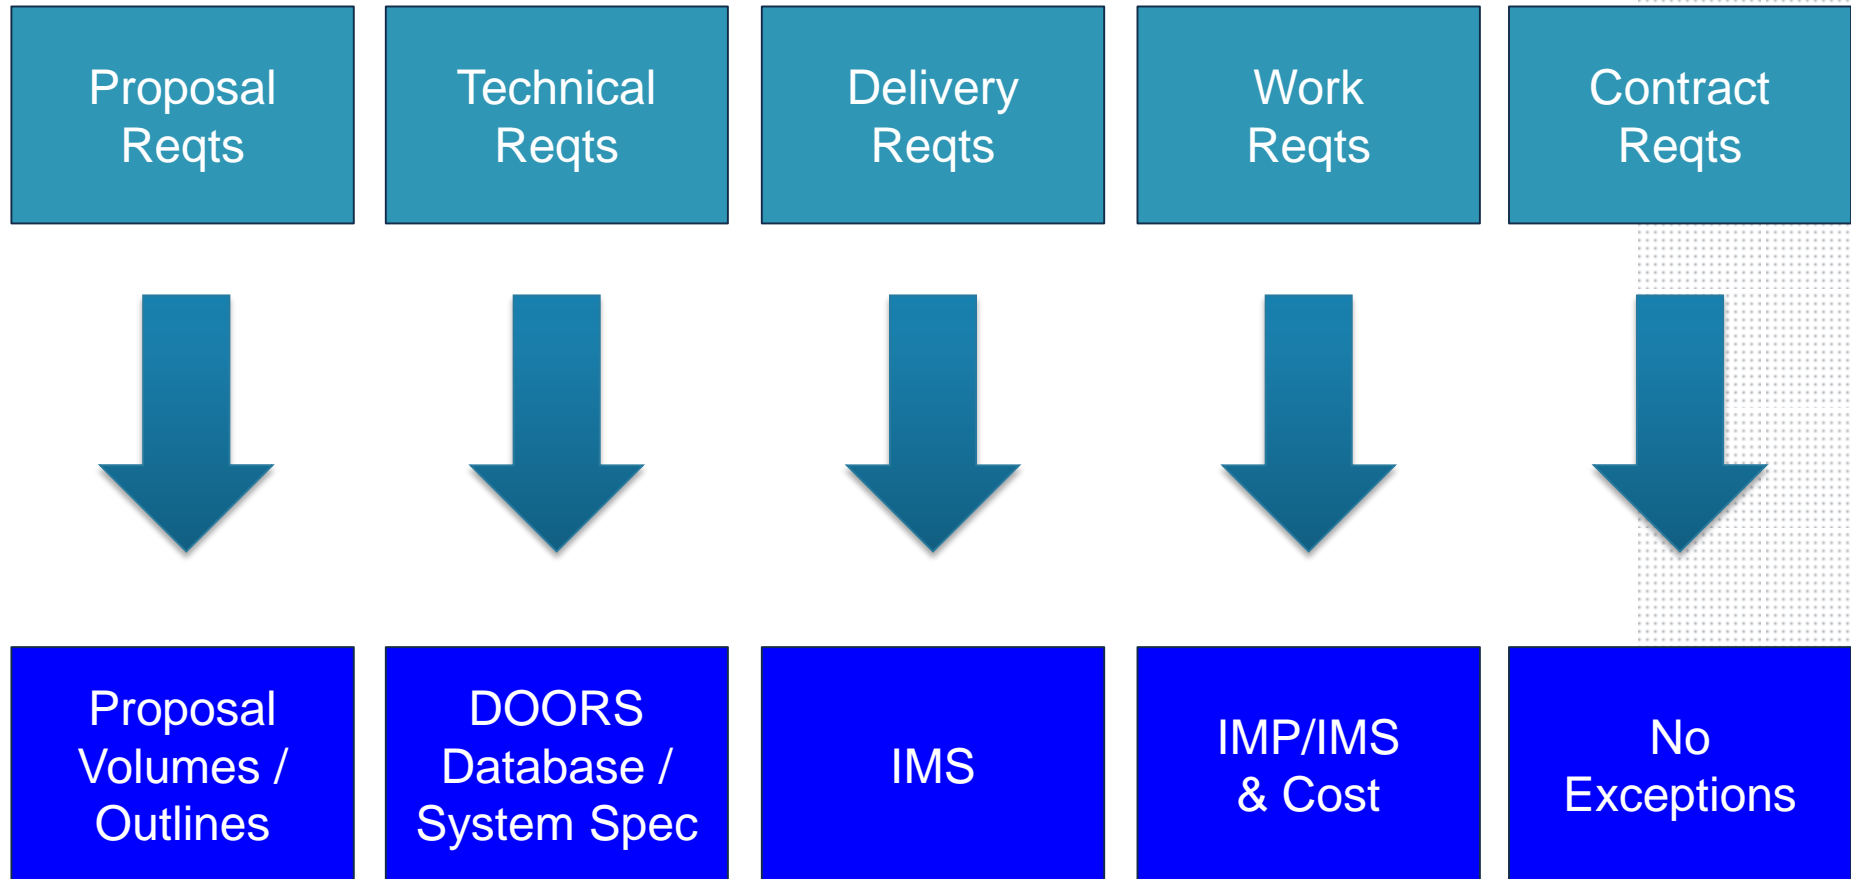 Proposal
Reqts
Technical
Reqts
Delivery
Reqts
Work
Reqts
Contract
Reqts
Proposal
Volumes /
Outlines
DOORS
Database /
System Spec
IMS
IMP/IMS
& Cost
No
Exceptions